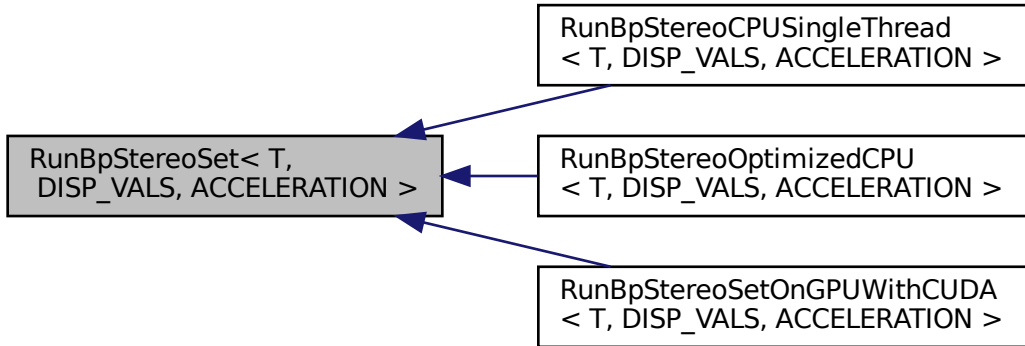 RunBpStereoCPUSingleThread
< T, DISP_VALS, ACCELERATION >
RunBpStereoSet< T,
DISP_VALS, ACCELERATION >
RunBpStereoOptimizedCPU
< T, DISP_VALS, ACCELERATION >
RunBpStereoSetOnGPUWithCUDA
< T, DISP_VALS, ACCELERATION >